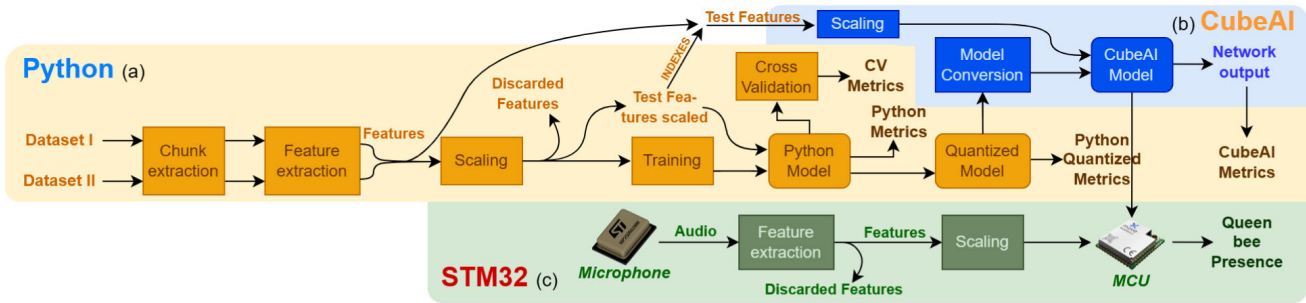 Test Features
Scaling
(b) CubeAI
Python (a)
INDEXES
Discarded
Features
Test Fea-
tures scaled
Cross
Validation
CV
Metrics
Model
Conversion
CubeAI
Model
Network
output
Dataset I
Dataset II
Chunk
extraction
Feature
extraction
Features
Scaling
Training
Python
Model
Python
Metrics
Quantized
Model
Python
Quantized
Metrics
CubeAI
Metrics
STM32 (c)
Microphone
Audio
Feature
extraction
Features
Discarded Features
Scaling
MCU
Queen
bee
Presence